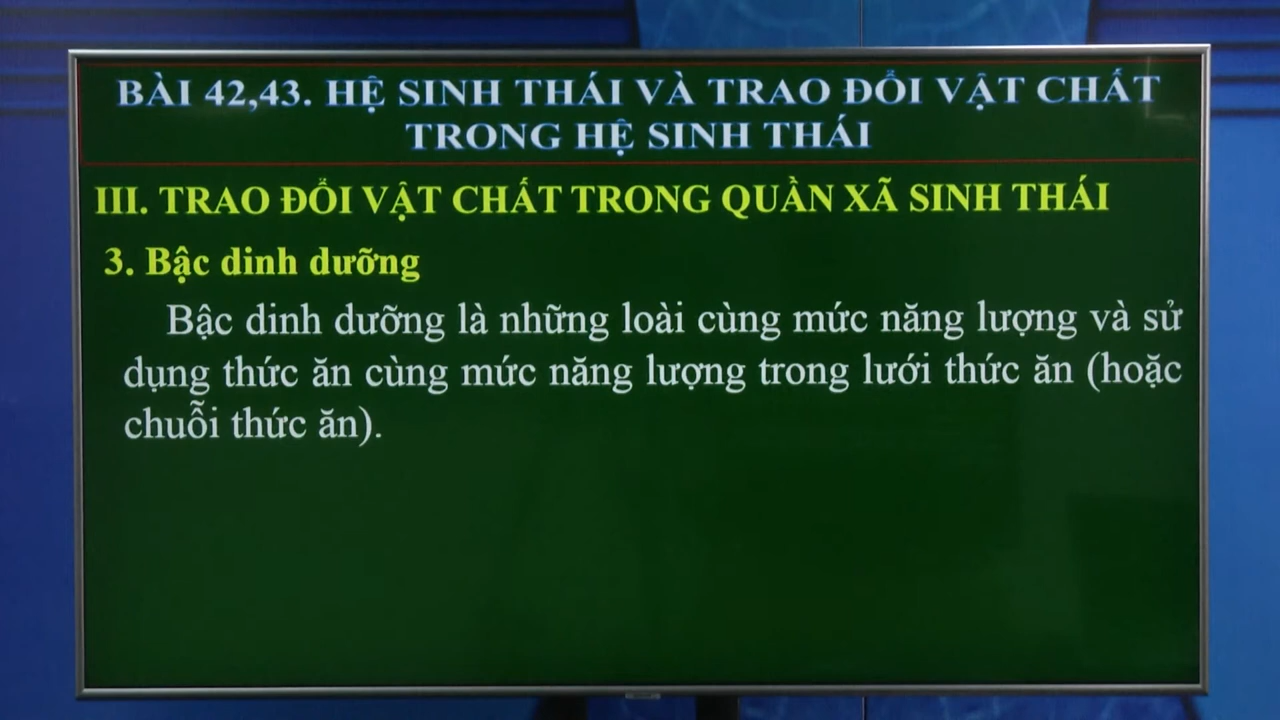 BÀI 42,43. HỆ SINH THÁI VÀ TRAO ĐỔI VẬT CHẤT
TRONG HỆ SINH THÁI
III. TRAO ĐỔI VẬT CHẤT TRONG QUẦN XÃ SINH THÁI
3. Bậc dinh dưỡng
Bậc dinh dưỡng là những loài cùng mức năng lượng và sử
dụng thức ăn cùng mức năng lượng trong lưới thức ăn (hoặc
chuỗi thức ăn).